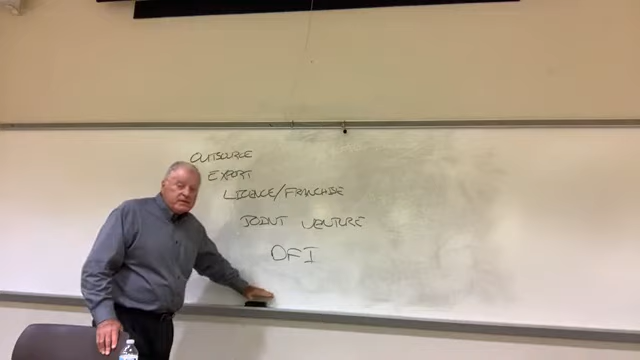 OUTSOURCE
EXPORT
LICENCE/FRANCHISE
JOINT VENTURE
DFI